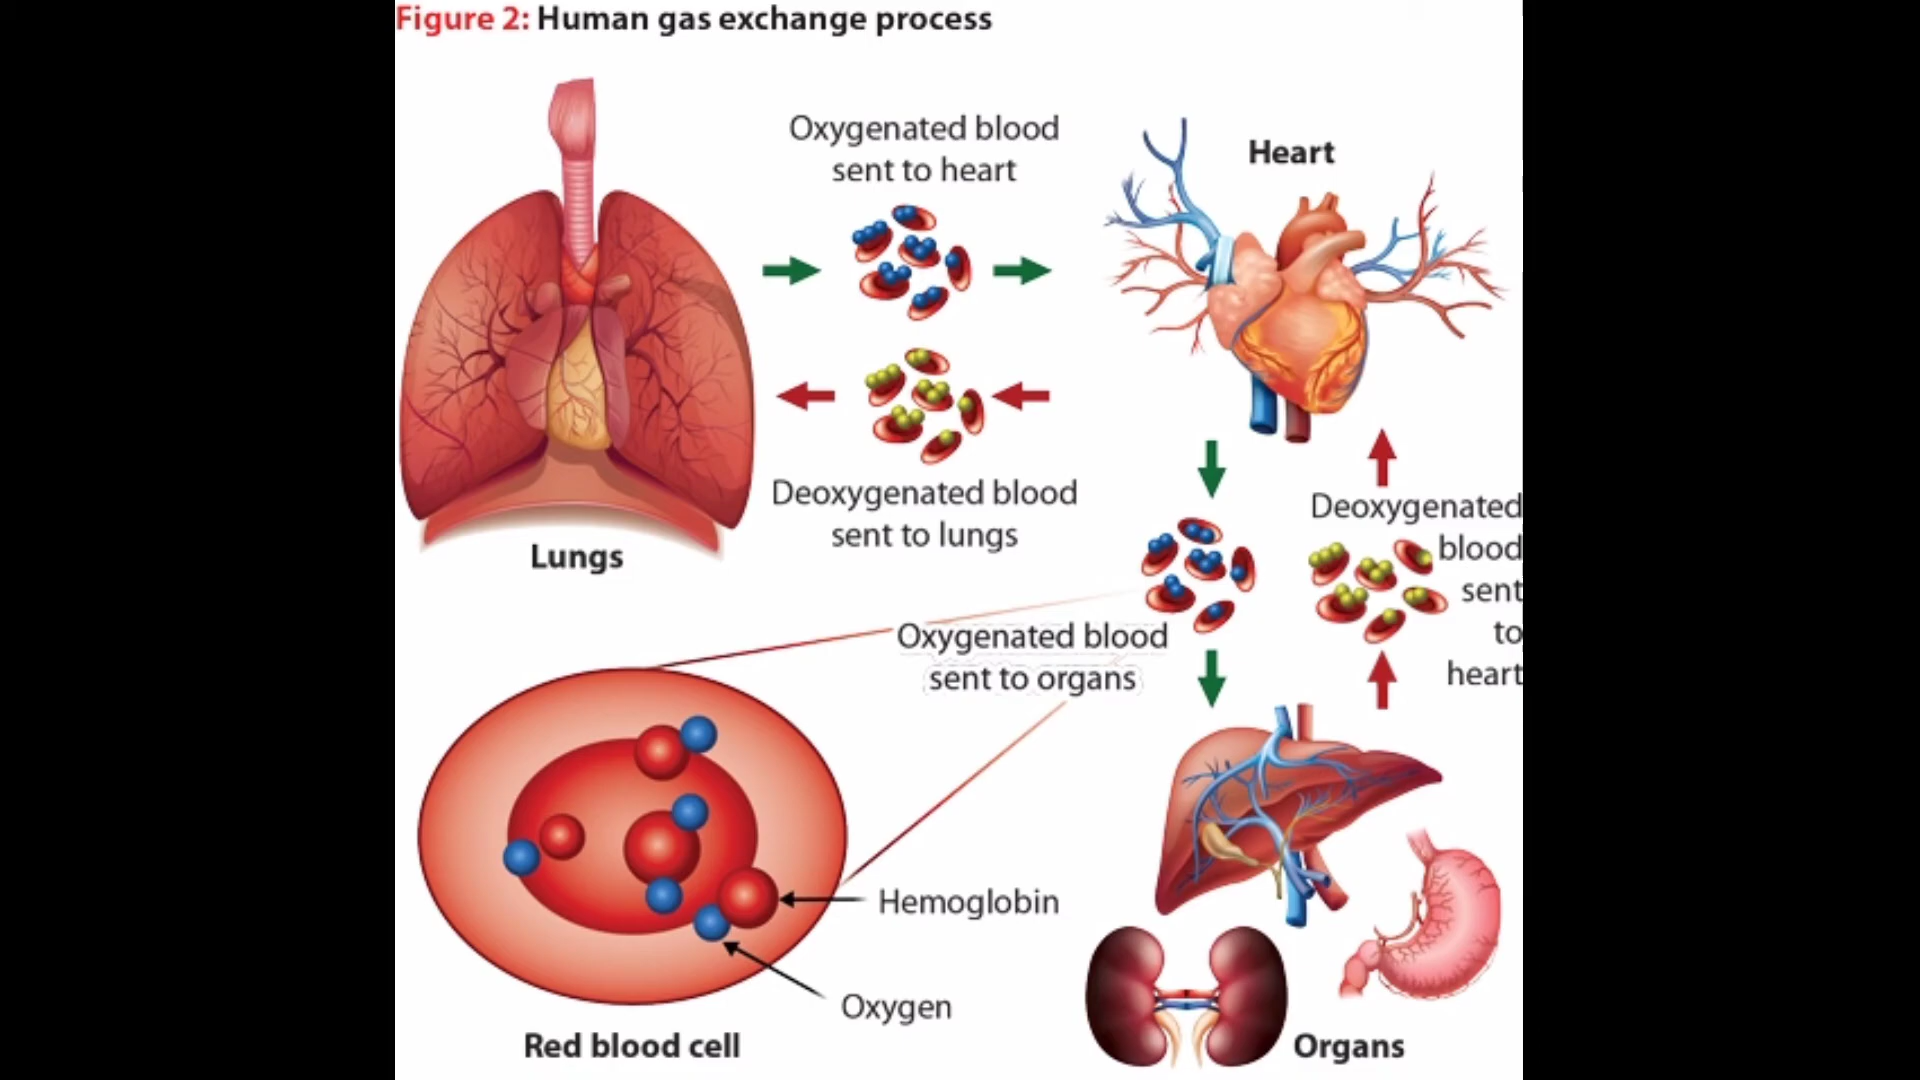 Figure 2: Human gas exchange process
Oxygenated blood
sent to heart
Heart
Deoxygenated blood
sent to lungs
Lungs
Deoxygenated
blood
sent
to
heart
Oxygenated blood
sent to organs
Hemoglobin
Oxygen
Red blood cell
Organs